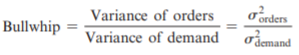 Bullwhip = Variance of orders / Variance of demand = σ²orders / σ²demand